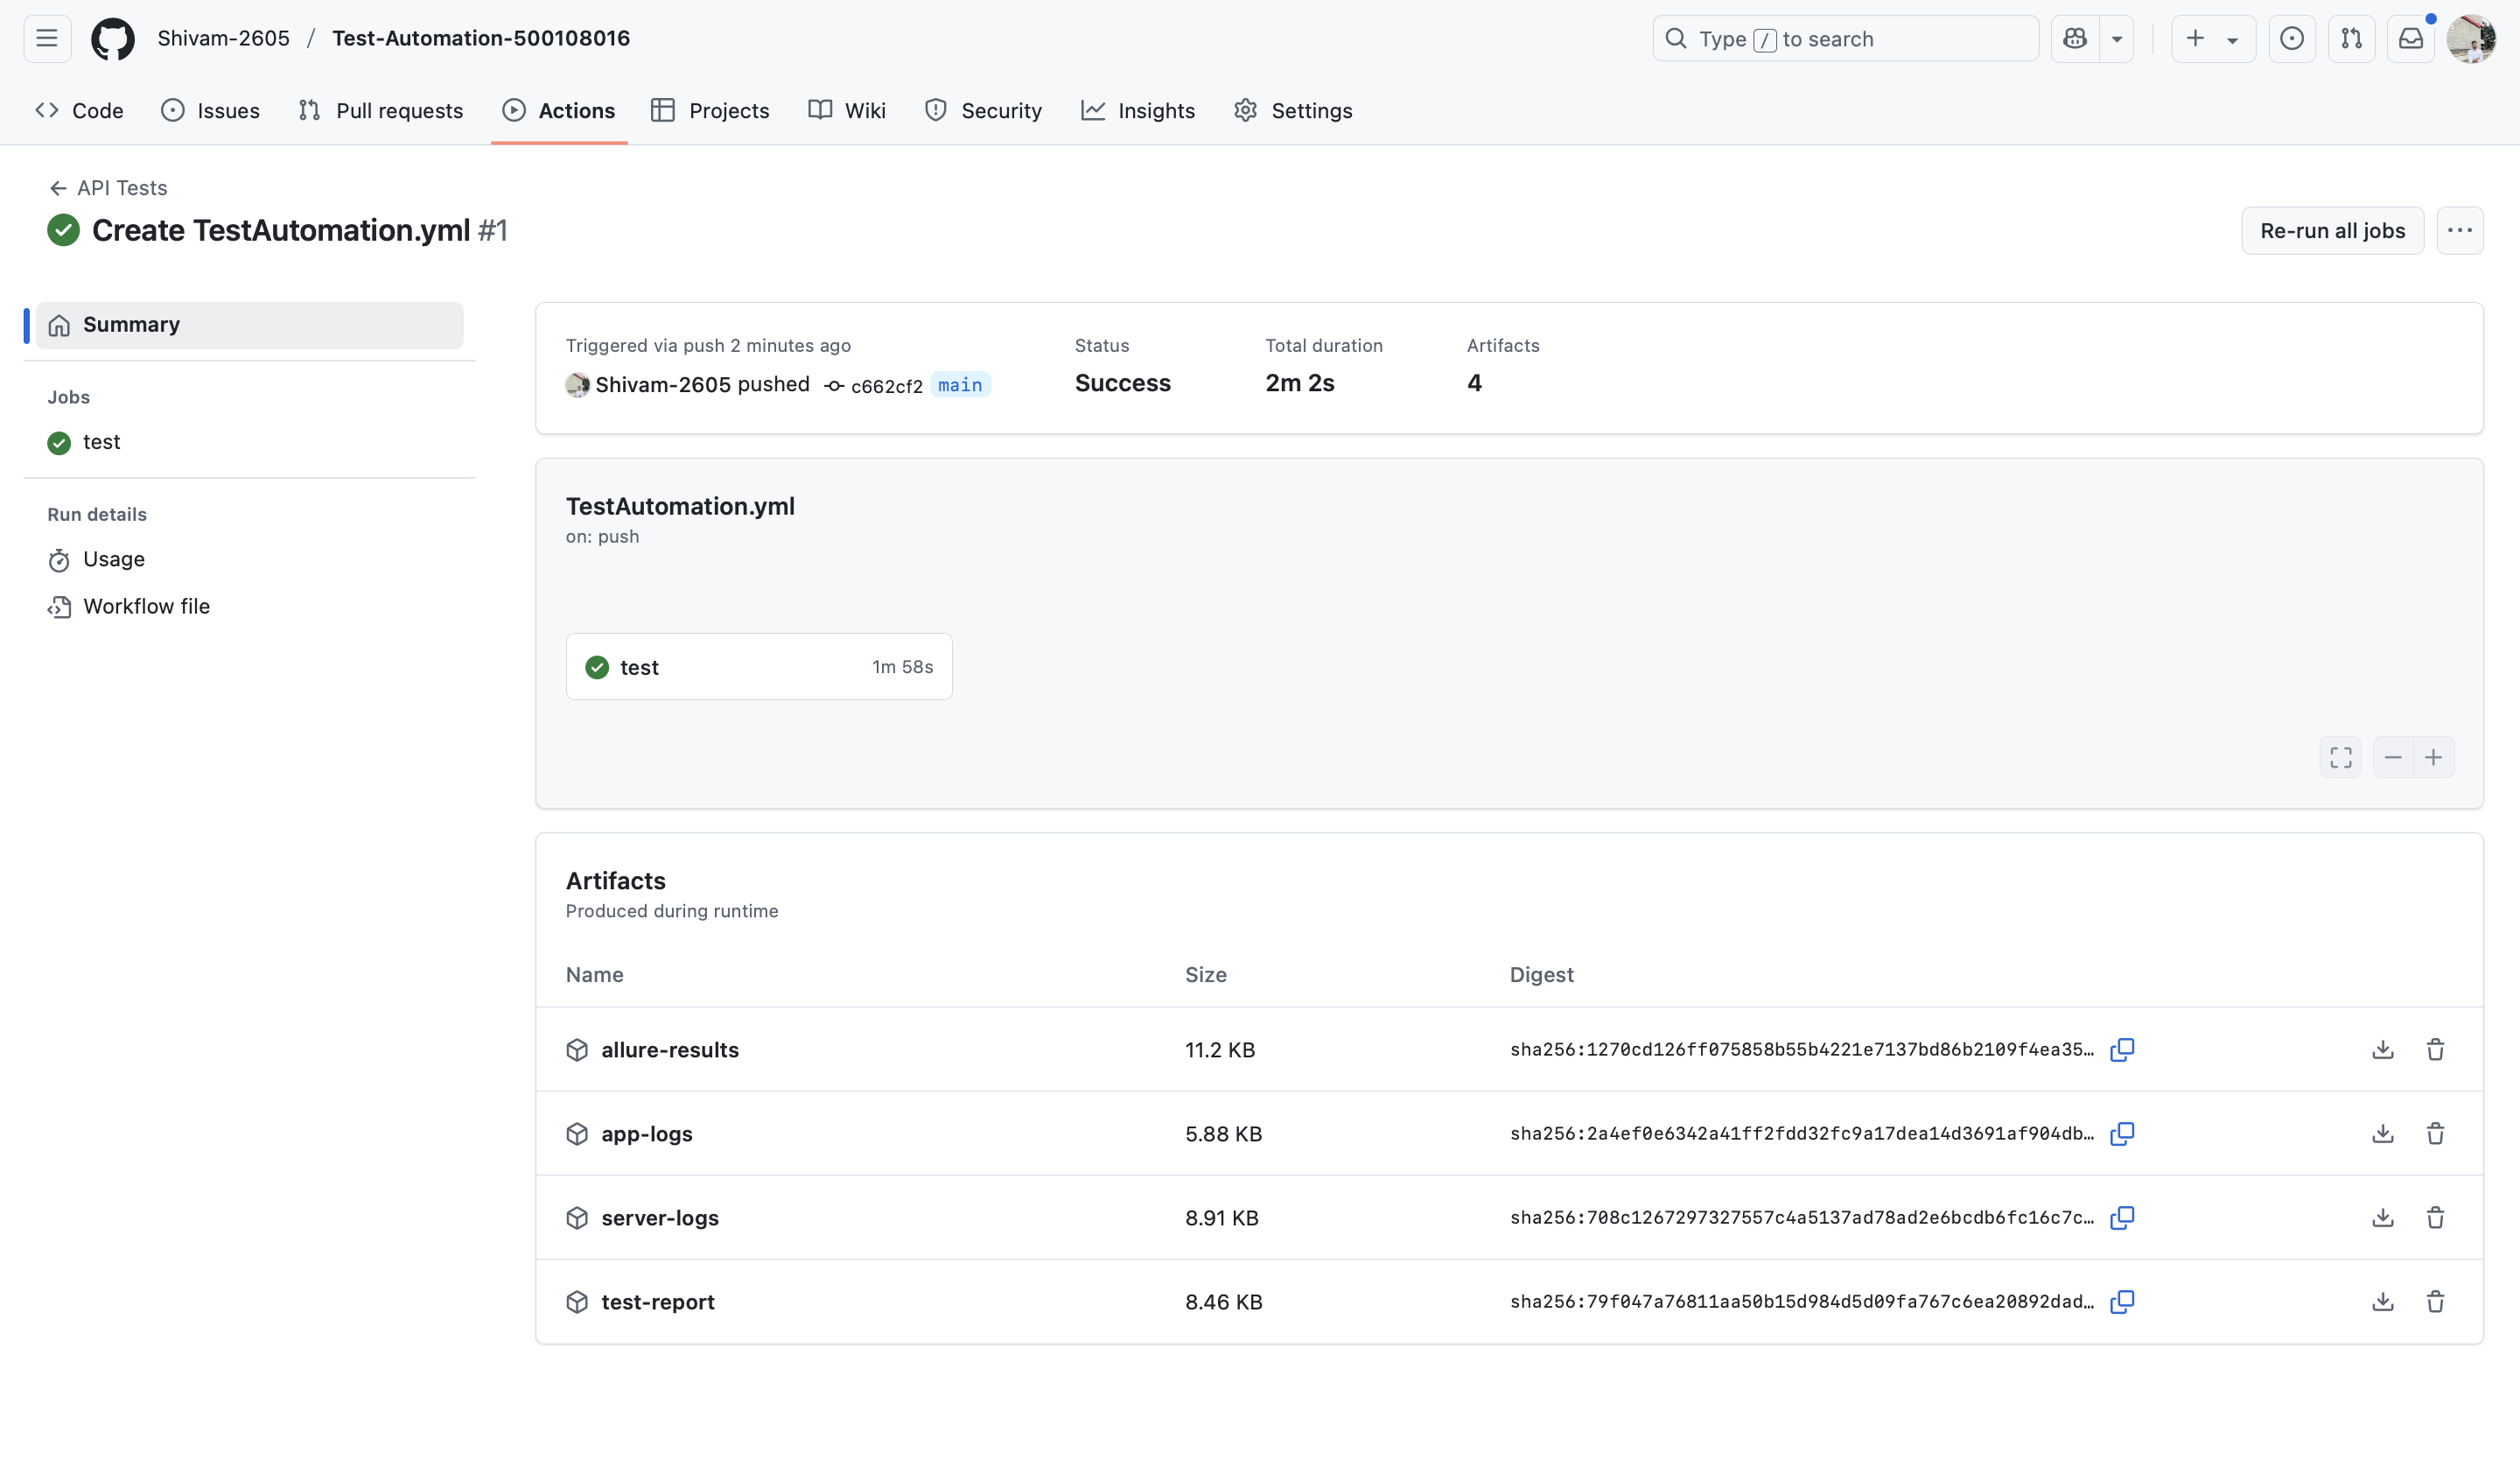 Shivam-2605 / Test-Automation-500108016
Type / to search
Code Issues Pull requests Actions Projects Wiki Security Insights Settings
API Tests
Create TestAutomation.yml #1
Re-run all jobs
Summary
Jobs
test
Run details
Usage
Workflow file
Triggered via push 2 minutes ago
Shivam-2605 pushed c662cf2 main
Status
Success
Total duration
2m 2s
Artifacts
4
TestAutomation.yml
on: push
test 1m 58s
Artifacts
Produced during runtime
Name Size Digest
allure-results 11.2 KB sha256:1270cd126ff075858b55b4221e7137bd86b2109f4ea35…
app-logs 5.88 KB sha256:2a4ef0e6342a41ff2fdd32fc9a17dea14d3691af904db…
server-logs 8.91 KB sha256:708c1267297327557c4a5137ad78ad2e6bcdb6fc16c7c…
test-report 8.46 KB sha256:79f047a76811aa50b15d984d5d09fa767c6ea20892dad…